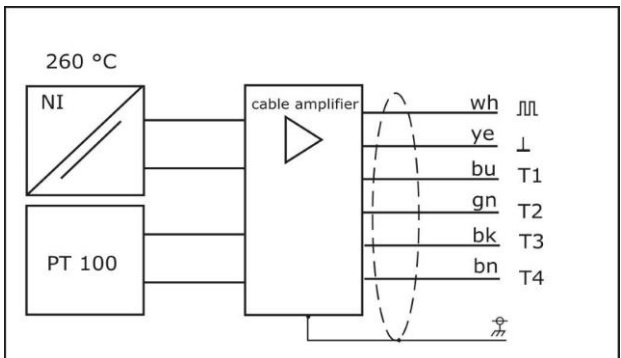 260 °C
NI
cable amplifier
wh
ye
bu T1
gn T2
bk T3
bn T4
PT 100